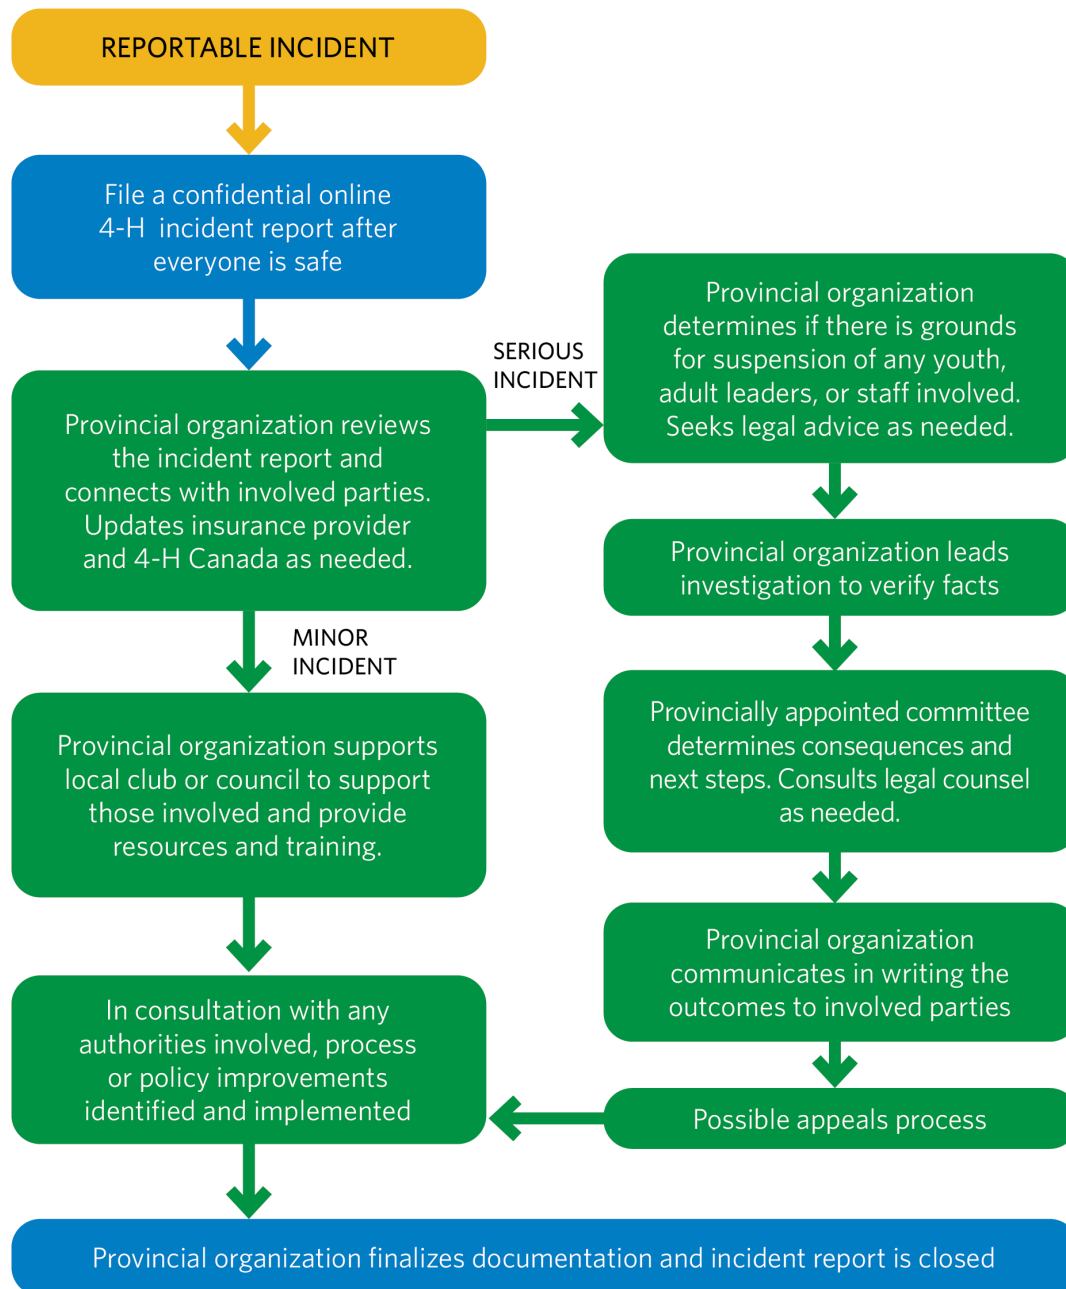 REPORTABLE INCIDENT
File a confidential online
4-H incident report after
everyone is safe
Provincial organization reviews
the incident report and
connects with involved parties.
Updates insurance provider
and 4-H Canada as needed.
SERIOUS
INCIDENT
Provincial organization
determines if there is grounds
for suspension of any youth,
adult leaders, or staff involved.
Seeks legal advice as needed.
Provincial organization leads
investigation to verify facts
Provincially appointed committee
determines consequences and
next steps. Consults legal counsel
as needed.
Provincial organization
communicates in writing the
outcomes to involved parties
Possible appeals process
MINOR
INCIDENT
Provincial organization supports
local club or council to support
those involved and provide
resources and training.
In consultation with any
authorities involved, process
or policy improvements
identified and implemented
Provincial organization finalizes documentation and incident report is closed